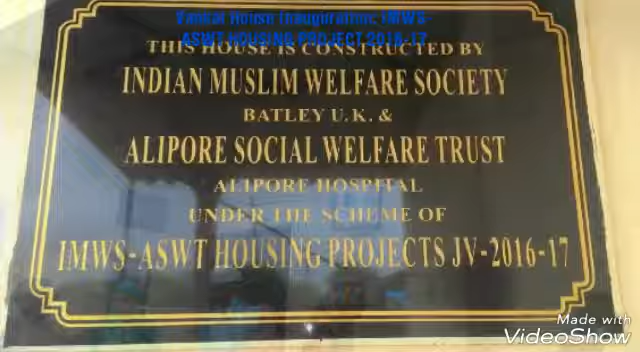 Vankal House Inauguration: IMWS-
ASWT HOUSING PROJECT 2016-17
THIS HOUSE IS CONSTRUCTED BY
INDIAN MUSLIM WELFARE SOCIETY
BATLEY U.K. &
ALIPORE SOCIAL WELFARE TRUST
ALIPORE HOSPITAL
UNDER THE SCHEME OF
IMWS-ASWT HOUSING PROJECTS JV-2016-17
Made with
VideoShow